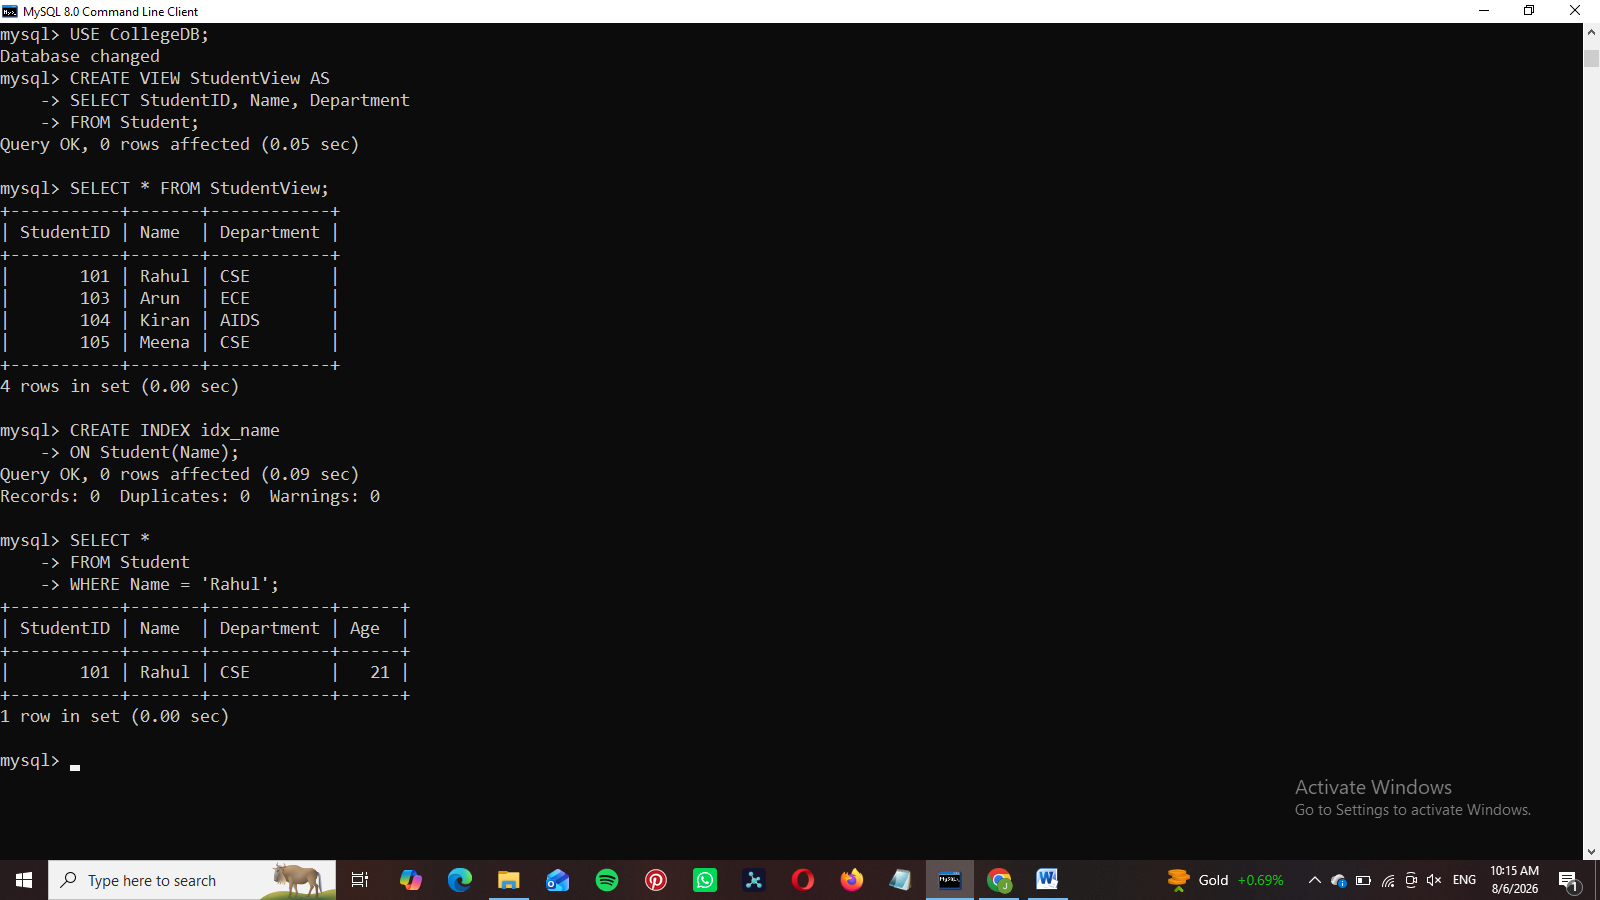 MySQL 8.0 Command Line Client
mysql> USE CollegeDB;
Database changed
mysql> CREATE VIEW StudentView AS
    -> SELECT StudentID, Name, Department
    -> FROM Student;
Query OK, 0 rows affected (0.05 sec)

mysql> SELECT * FROM StudentView;
+-----------+-------+------------+
| StudentID | Name  | Department |
+-----------+-------+------------+
|       101 | Rahul | CSE        |
|       103 | Arun  | ECE        |
|       104 | Kiran | AIDS       |
|       105 | Meena | CSE        |
+-----------+-------+------------+
4 rows in set (0.00 sec)

mysql> CREATE INDEX idx_name
    -> ON Student(Name);
Query OK, 0 rows affected (0.09 sec)
Records: 0  Duplicates: 0  Warnings: 0

mysql> SELECT *
    -> FROM Student
    -> WHERE Name = 'Rahul';
+-----------+-------+------------+------+
| StudentID | Name  | Department | Age  |
+-----------+-------+------------+------+
|       101 | Rahul | CSE        |   21 |
+-----------+-------+------------+------+
1 row in set (0.00 sec)

mysql>
Activate Windows
Go to Settings to activate Windows.
Type here to search
Gold +0.69%
ENG
10:15 AM
8/6/2026
1